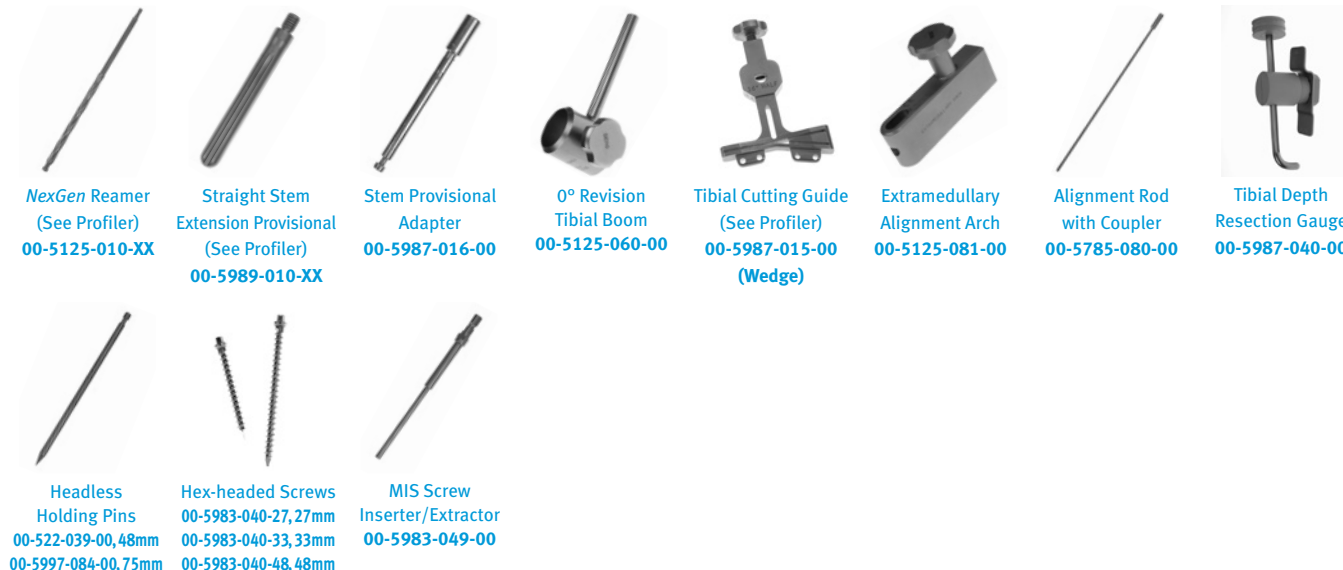 NexGen Reamer
(See Profiler)
00-5125-010-XX
Straight Stem
Extension Provisional
(See Profiler)
00-5989-010-XX
Stem Provisional
Adapter
00-5987-016-00
0° Revision
Tibial Boom
00-5125-060-00
Tibial Cutting Guide
(See Profiler)
00-5987-015-00
(Wedge)
Extramedullary
Alignment Arch
00-5125-081-00
Alignment Rod
with Coupler
00-5785-080-00
Tibial Depth
Resection Gauge
00-5987-040-00
Headless
Holding Pins
00-522-039-00, 48mm
00-5997-084-00, 75mm
Hex-headed Screws
00-5983-040-27, 27mm
00-5983-040-33, 33mm
00-5983-040-48, 48mm
MIS Screw
Inserter/Extractor
00-5983-049-00